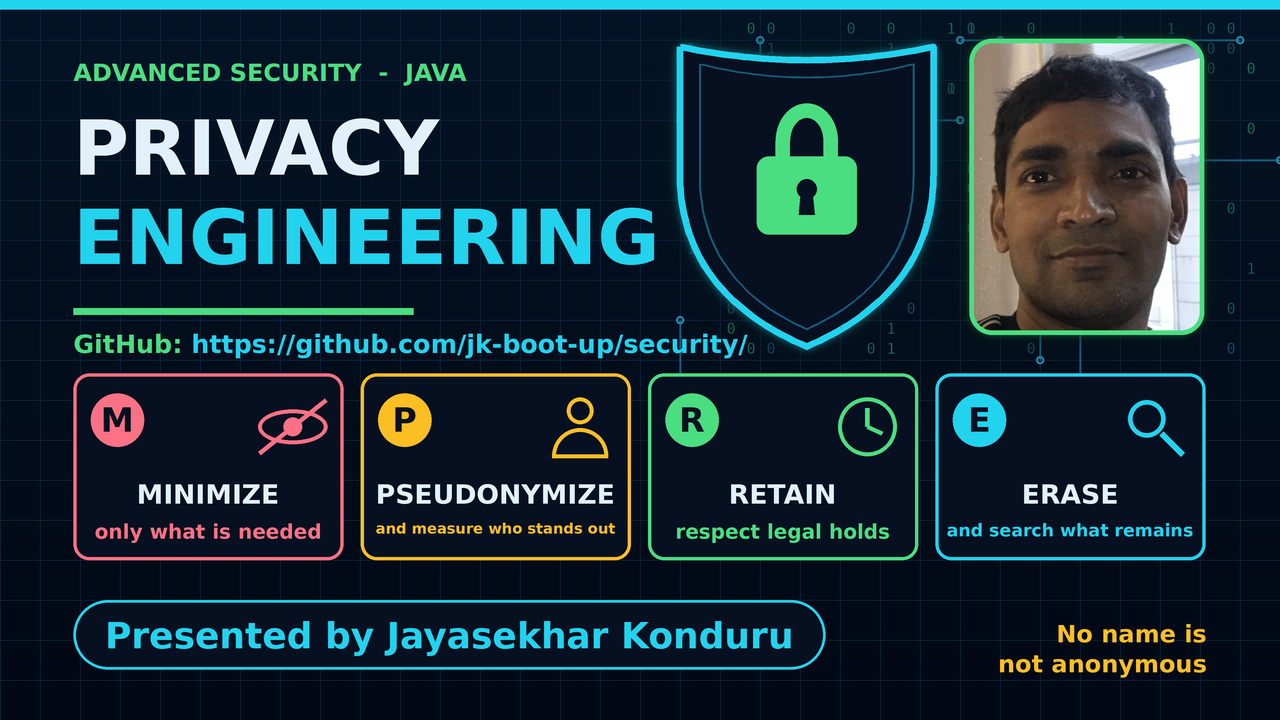 ADVANCED SECURITY - JAVA
PRIVACY
ENGINEERING
GitHub: https://github.com/jk-boot-up/security/
M
MINIMIZE
only what is needed
P
PSEUDONYMIZE
and measure who stands out
R
RETAIN
respect legal holds
E
ERASE
and search what remains
Presented by Jayasekhar Konduru
No name is
not anonymous